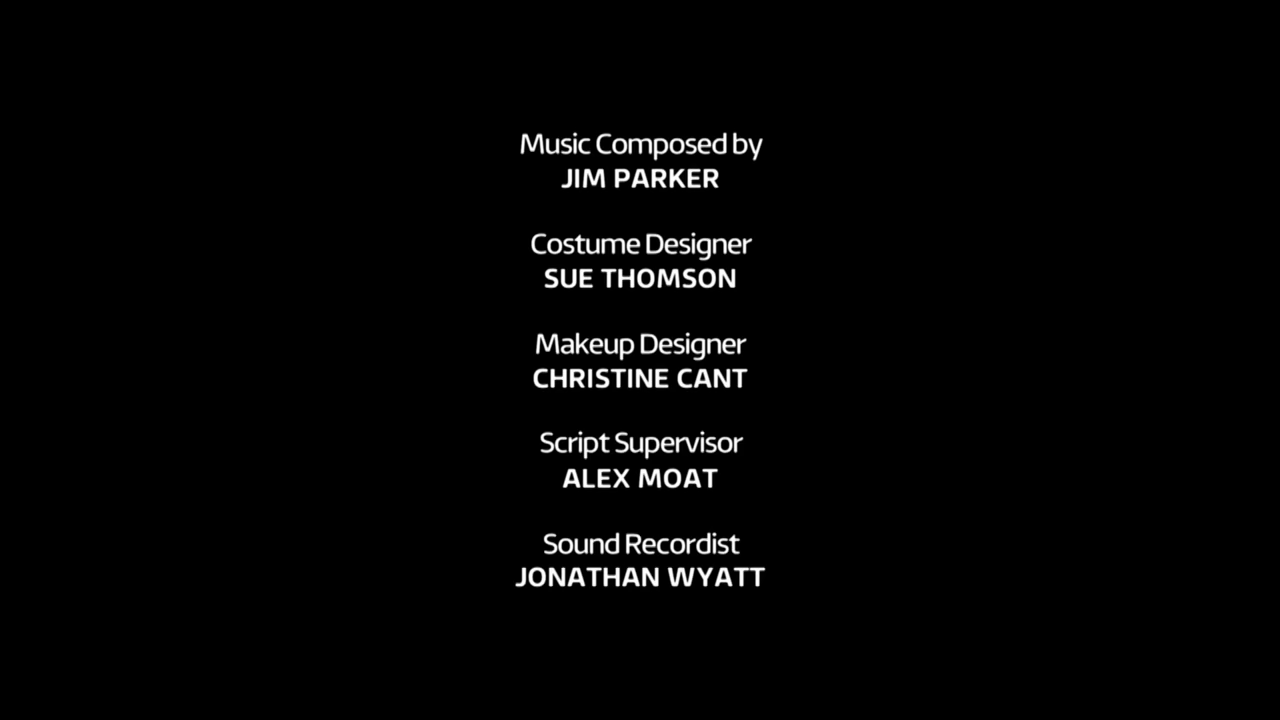 Music Composed by
JIM PARKER
Costume Designer
SUE THOMSON
Makeup Designer
CHRISTINE CANT
Script Supervisor
ALEX MOAT
Sound Recordist
JONATHAN WYATT